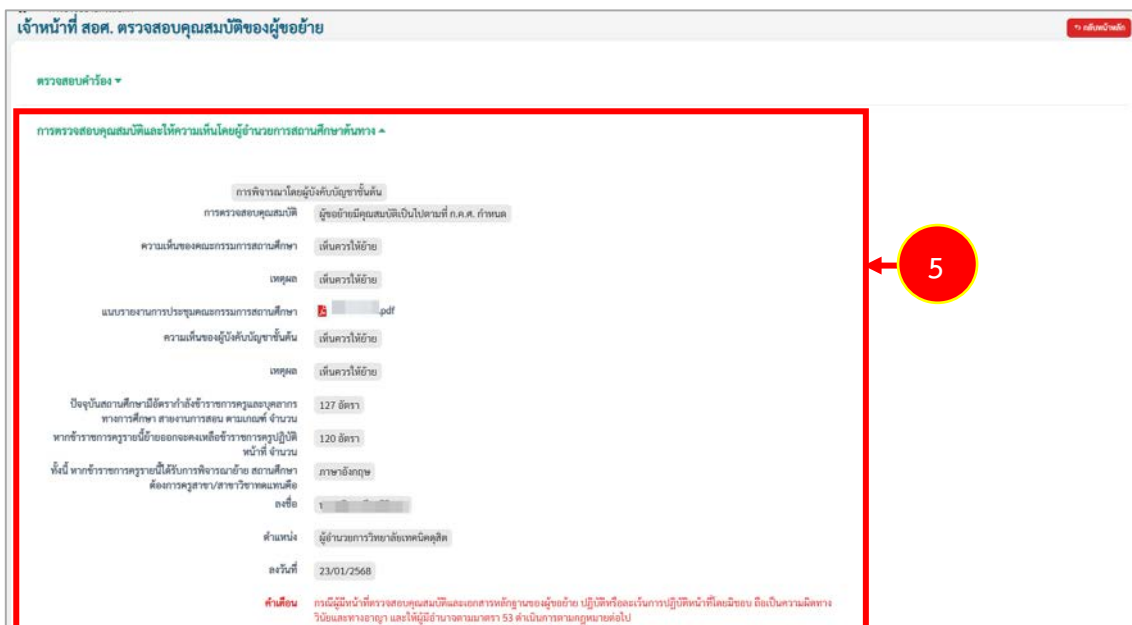 เจ้าหน้าที่ สอศ. ตรวจสอบคุณสมบัติของผู้ขอย้าย
กลับหน้าหลัก
ตรวจสอบคำร้อง
การตรวจสอบคุณสมบัติและให้ความเห็นโดยผู้อำนวยการสถานศึกษาต้นทาง
การพิจารณาโดยผู้บังคับบัญชาชั้นต้น
การตรวจสอบคุณสมบัติ ผู้ขอย้ายมีคุณสมบัติเป็นไปตามที่ ก.ค.ศ. กำหนด
ความเห็นของคณะกรรมการสถานศึกษา เห็นควรให้ย้าย
5
เหตุผล เห็นควรให้ย้าย
แนบรายงานการประชุมคณะกรรมการสถานศึกษา .pdf
ความเห็นของผู้บังคับบัญชาชั้นต้น เห็นควรให้ย้าย
เหตุผล เห็นควรให้ย้าย
ปัจจุบันสถานศึกษามีอัตรากำลังข้าราชการครูและบุคลากร
ทางการศึกษา สายงานการสอน ตามเกณฑ์ จำนวน 127 อัตรา
หากข้าราชการครูรายนี้ย้ายออกจะคงเหลือข้าราชการครูปฏิบัติ
หน้าที่ จำนวน 120 อัตรา
ทั้งนี้ หากข้าราชการครูรายนี้ได้รับการพิจารณาย้าย สถานศึกษา
ต้องการครูสาขา/สาขาวิชาทดแทนคือ ภาษาอังกฤษ
ลงชื่อ
ตำแหน่ง ผู้อำนวยการวิทยาลัยเทคนิคดุสิต
ลงวันที่ 23/01/2568
คำเตือน กรณีผู้มีหน้าที่ตรวจสอบคุณสมบัติและเอกสารหลักฐานของผู้ขอย้าย ปฏิบัติหรือละเว้นการปฏิบัติหน้าที่โดยมิชอบ ถือเป็นความผิดทาง
วินัยและทางอาญา และให้ผู้มีอำนาจตามมาตรา 53 ดำเนินการตามกฎหมายต่อไป